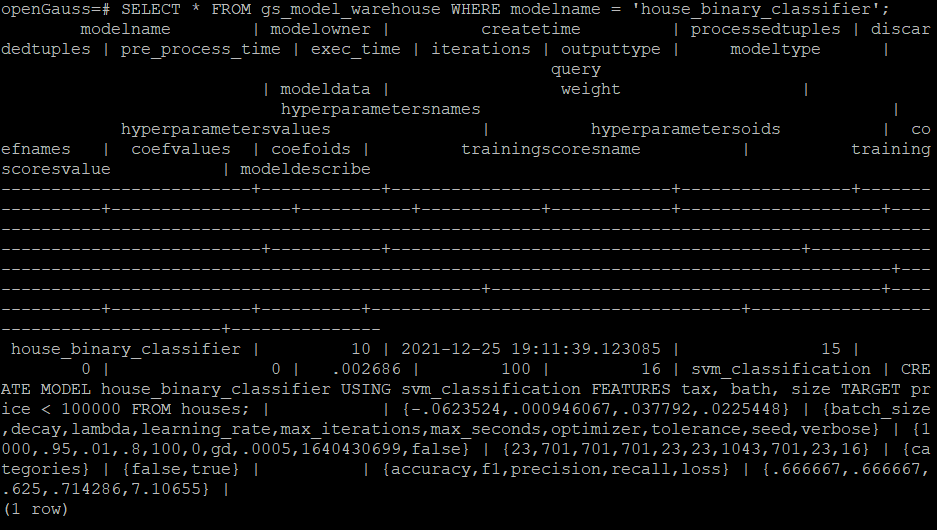 openGauss=# SELECT * FROM gs_model_warehouse WHERE modelname = 'house_binary_classifier';
        modelname        | modelowner |         createtime         | processedtuples | discar
dedtuples | pre_process_time | exec_time | iterations | outputtype |     modeltype      |
                                                       query
                          | modeldata |                 weight                  |
                            hyperparametersnames                                         |
            hyperparametersvalues               |          hyperparametersoids          | co
efnames   |  coefvalues  | coefoids |         trainingscoresname          |          training
scoresvalue           | modeldescribe
-------------------------+------------+----------------------------+-----------------+-------
----------+------------------+-----------+------------+------------+--------------------+----
---------------------------------------------------------------------------------------------
--------------------------+-----------+-----------------------------------------+------------
-----------------------------------------------------------------------------------------+---
------------------------------------------------+---------------------------------------+----
----------+--------------+----------+-------------------------------------+------------------
----------------------+---------------
 house_binary_classifier |         10 | 2021-12-25 19:11:39.123085 |              15 |
        0 |                0 |   .002686 |        100 |         16 | svm_classification | CRE
ATE MODEL house_binary_classifier USING svm_classification FEATURES tax, bath, size TARGET pr
ice < 100000 FROM houses; |           | {-.0623524,.000946067,.037792,.0225448} | {batch_size
,decay,lambda,learning_rate,max_iterations,max_seconds,optimizer,tolerance,seed,verbose} | {1
000,.95,.01,.8,100,0,gd,.0005,1640430699,false} | {23,701,701,701,23,23,1043,701,23,16} | {ca
tegories} | {false,true} |          | {accuracy,f1,precision,recall,loss} | {.666667,.666667,
.625,.714286,7.10655} |
(1 row)